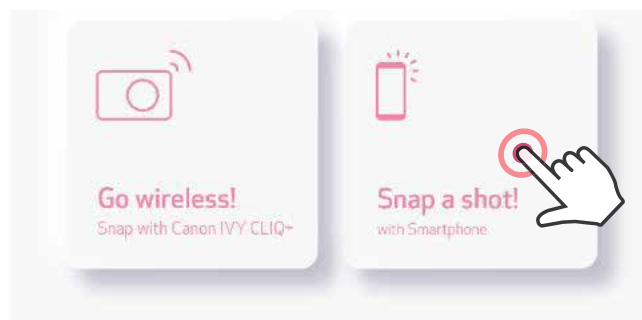 Go wireless!
Snap with Canon IVY CLIQ+
Snap a shot!
with Smartphone